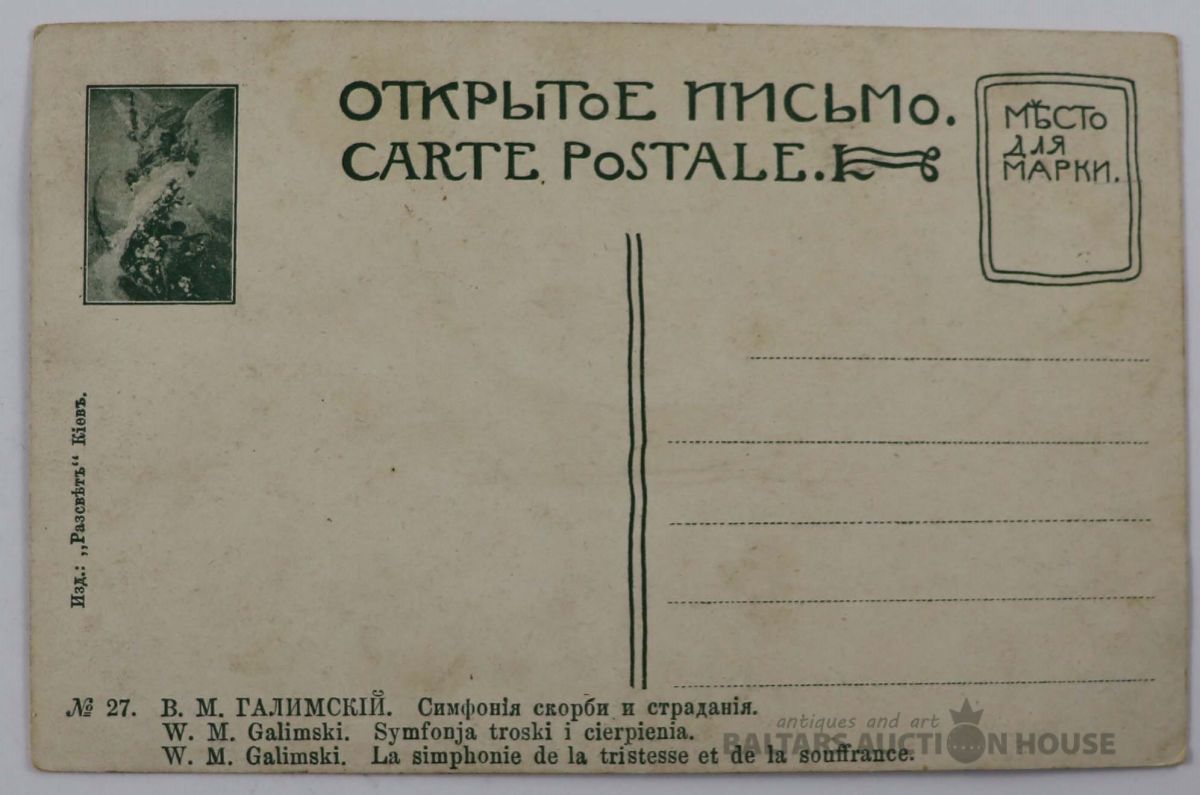 ОТКРЫТОЕ ПИСЬМО.
CARTE POSTALE.
МѢСТО
ДЛЯ
МАРКИ.
Изд.: „Разсвѣтъ“ Кіевъ.
№ 27. В. М. ГАЛИМСКІЙ. Симфонія скорби и страданія.
W. M. Galimski. Symfonja troski i cierpienia.
W. M. Galimski. La simphonie de la tristesse et de la souffrance.
antiques and art
BALTARS AUCTION HOUSE